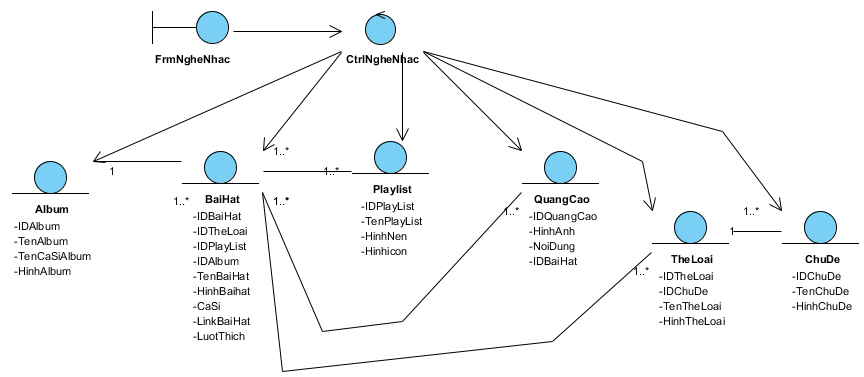 FrmNgheNhac
CtrlNgheNhac
1
1..*
1..*
1..*
1..*
1..*
1..*
1
1..*
Album
-IDAlbum
-TenAlbum
-TenCaSiAlbum
-HinhAlbum
BaiHat
-IDBaiHat
-IDTheLoai
-IDPlayList
-IDAlbum
-TenBaiHat
-HinhBaihat
-CaSi
-LinkBaiHat
-LuotThich
Playlist
-IDPlayList
-TenPlayList
-HinhNen
-Hinhicon
QuangCao
-IDQuangCao
-HinhAnh
-NoiDung
-IDBaiHat
TheLoai
-IDTheLoai
-IDChuDe
-TenTheLoai
-HinhTheLoai
ChuDe
-IDChuDe
-TenChuDe
-HinhChuDe